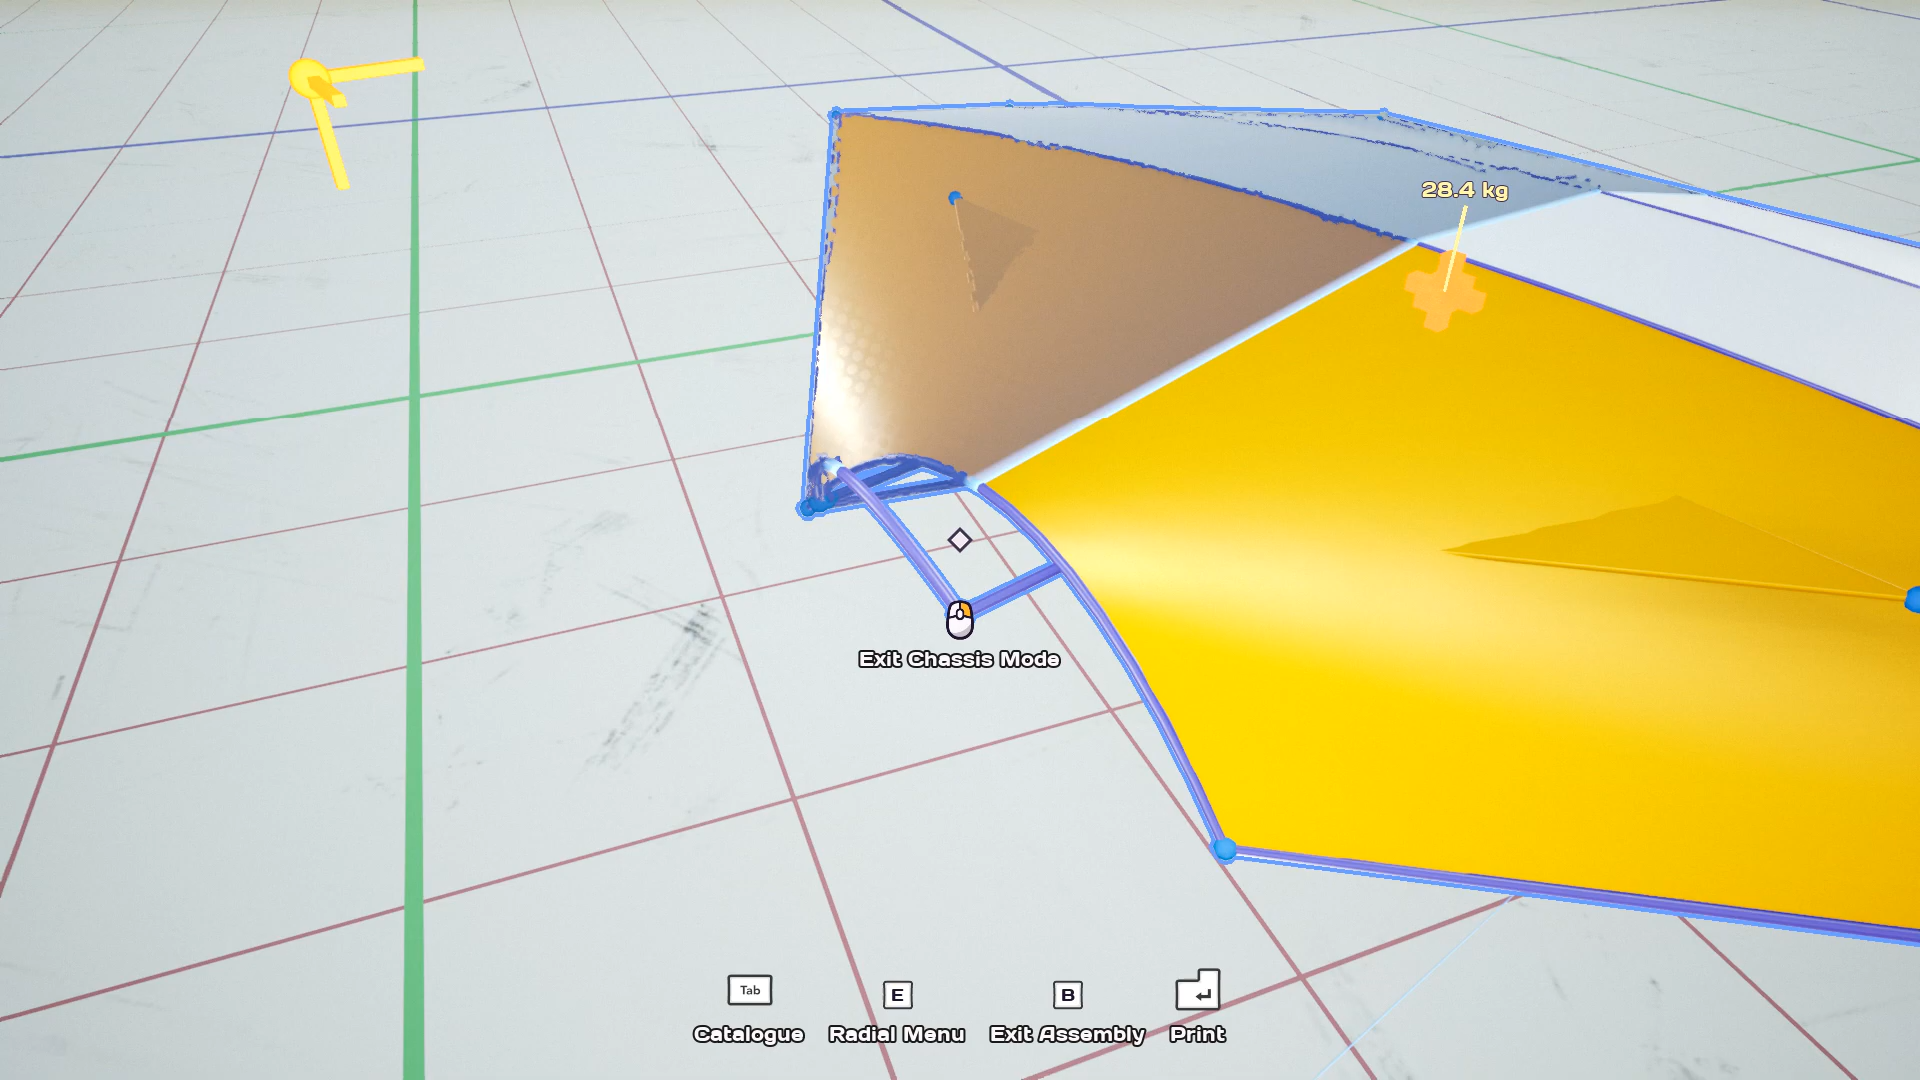 28.4 kg
Exit Chassis Mode
Tab
E
B
Catalogue
Radial Menu
Exit Assembly
Print